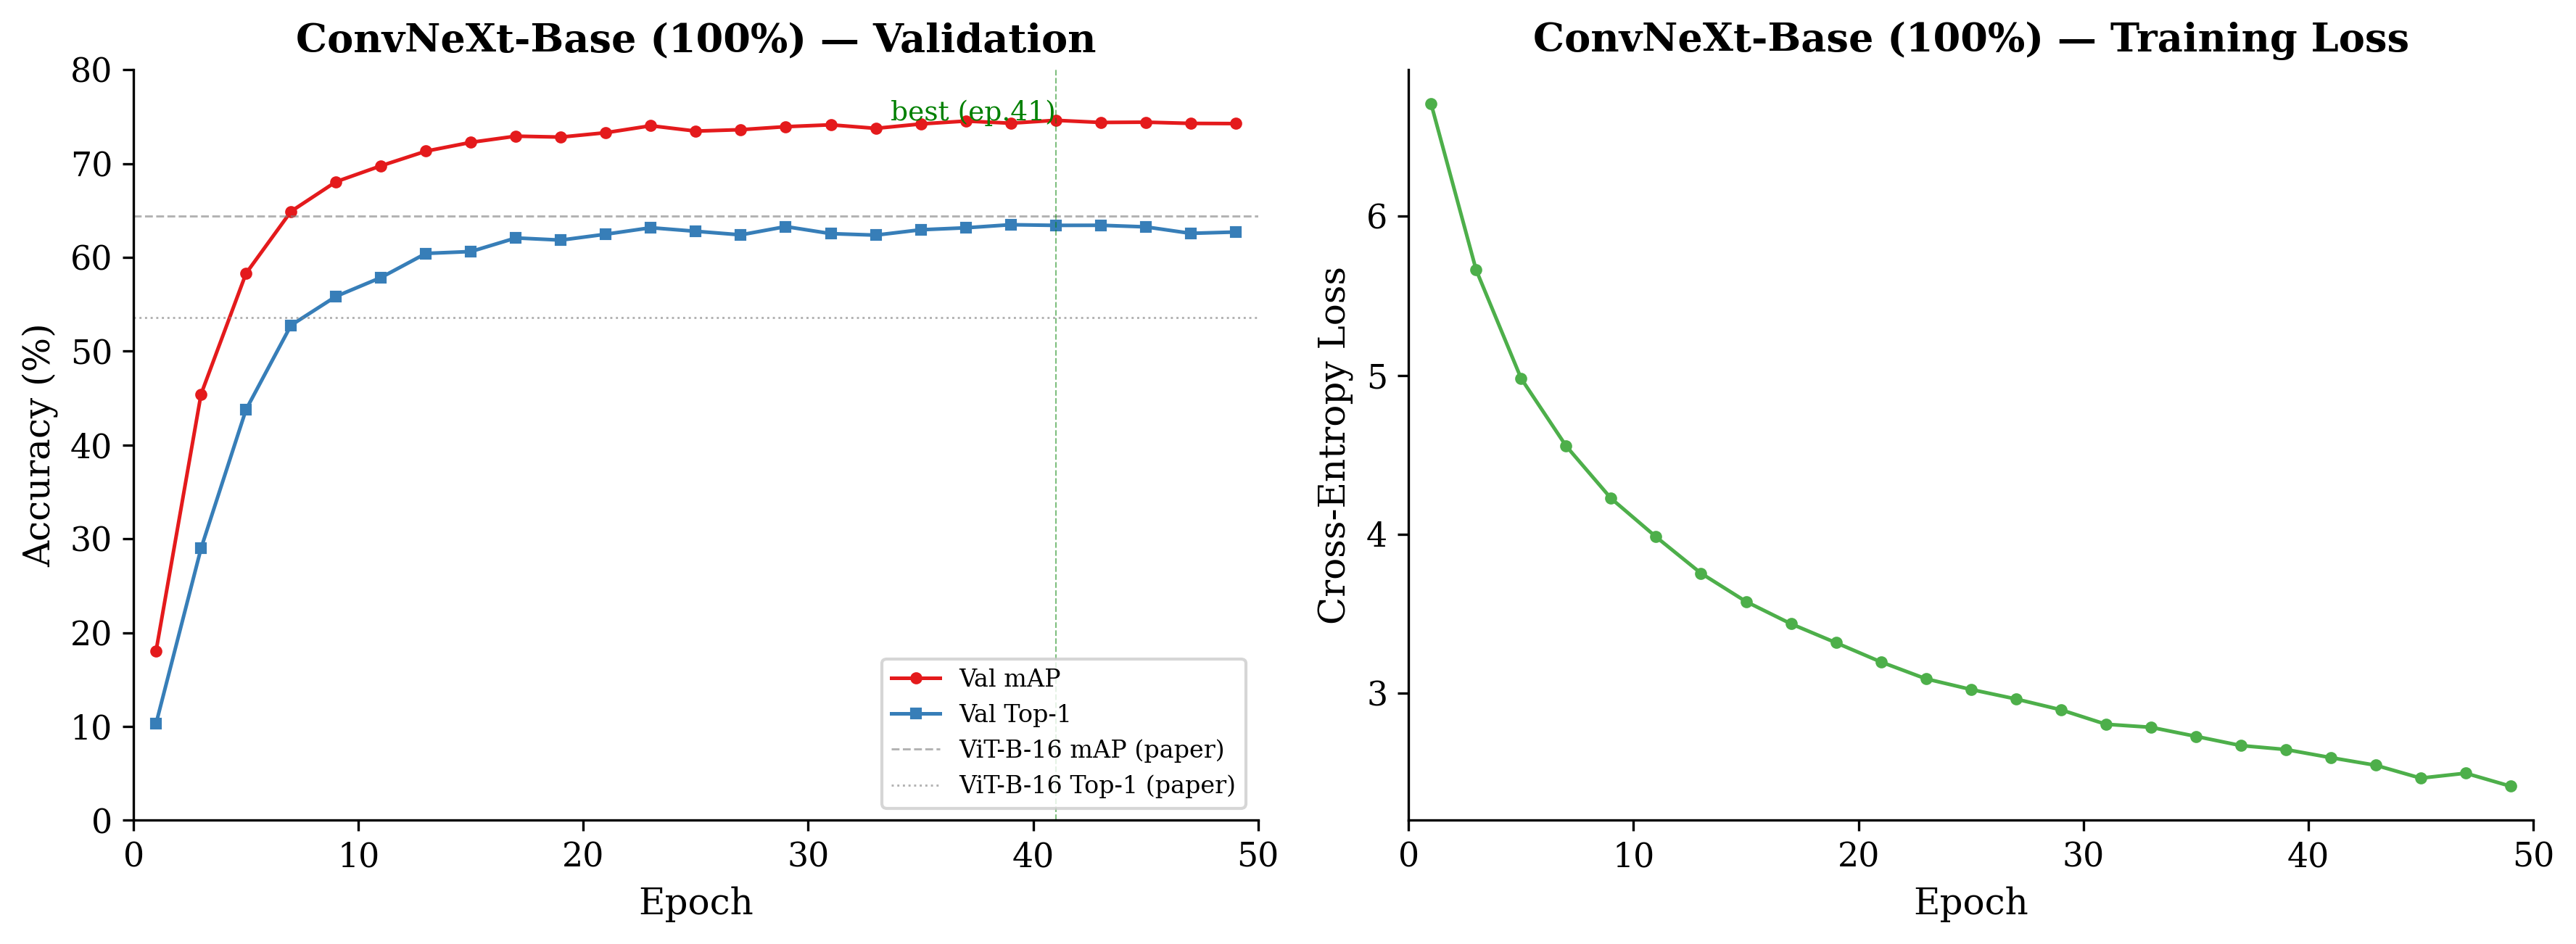 ConvNeXt-Base (100%) — Validation
Accuracy (%)
80
70
60
50
40
30
20
10
0
best (ep.41)
Val mAP
Val Top-1
ViT-B-16 mAP (paper)
ViT-B-16 Top-1 (paper)
0 10 20 30 40 50
Epoch
ConvNeXt-Base (100%) — Training Loss
Cross-Entropy Loss
6
5
4
3
0 10 20 30 40 50
Epoch